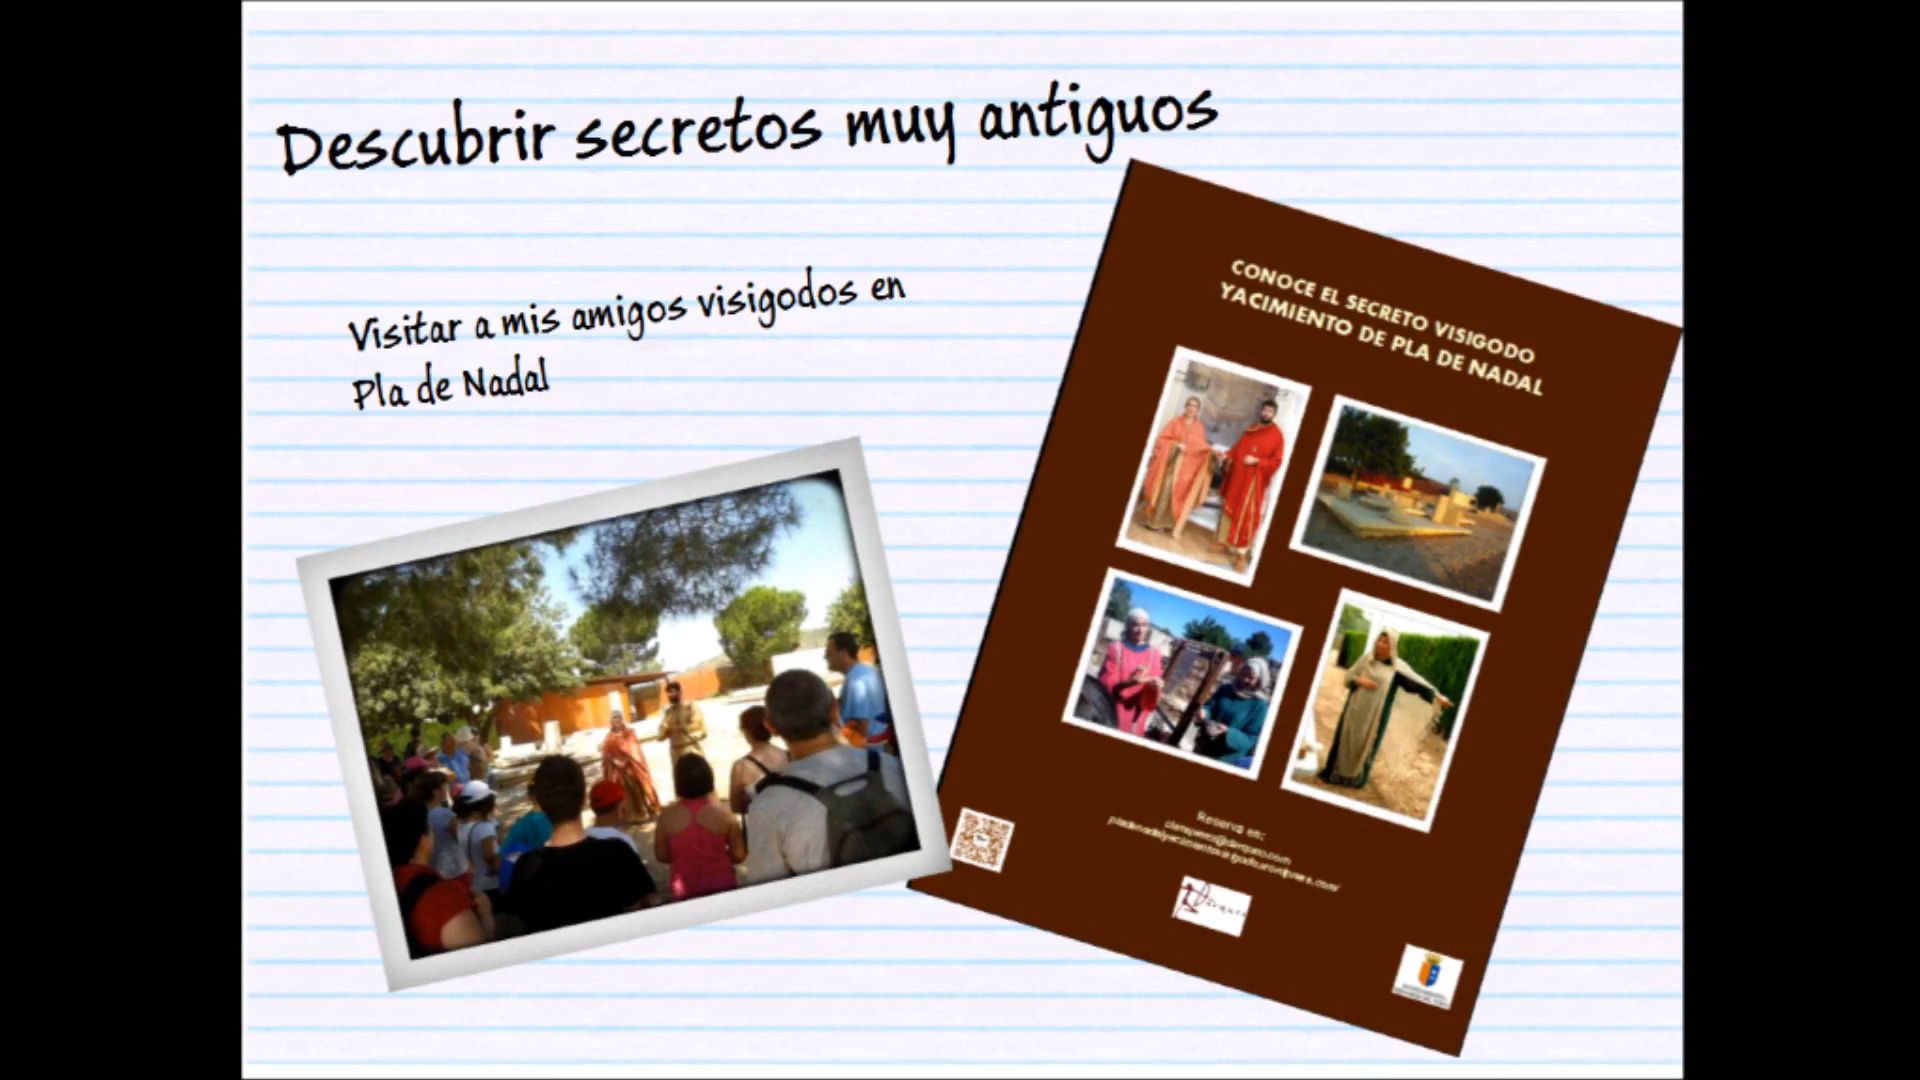 Descubrir secretos muy antiguos
Visitar a mis amigos visigodos en
Pla de Nadal
CONOCE EL SECRETO VISIGODO
YACIMIENTO DE PLA DE NADAL
Reserva en: